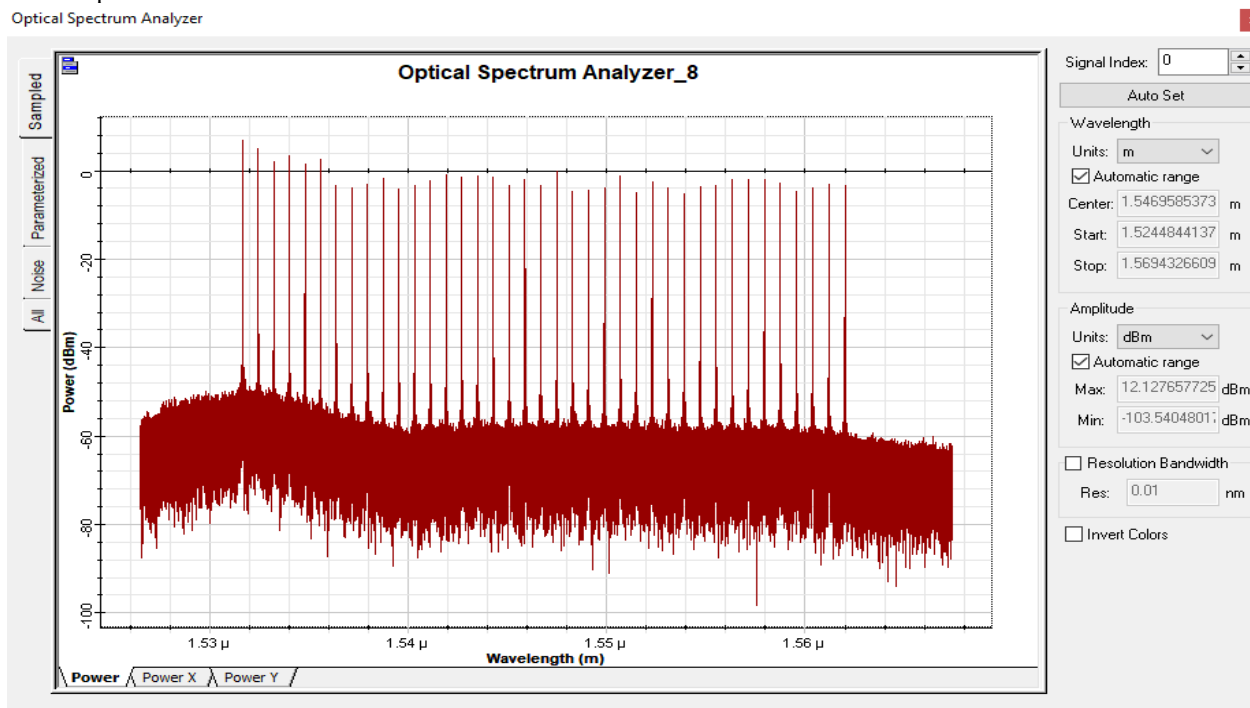 Optical Spectrum Analyzer
Optical Spectrum Analyzer_8
Sampled
Parameterized
Noise
All
Power (dBm)
0
-20
-40
-60
-80
-100
1.53 µ
1.54 µ
1.55 µ
1.56 µ
Wavelength (m)
Power
Power X
Power Y
Signal Index: 0
Auto Set
Wavelength
Units: m
Automatic range
Center: 1.5469585373 m
Start: 1.5244844137 m
Stop: 1.5694326609 m
Amplitude
Units: dBm
Automatic range
Max: 12.127657725 dBm
Min: -103.54048017 dBm
Resolution Bandwidth
Res: 0.01 nm
Invert Colors